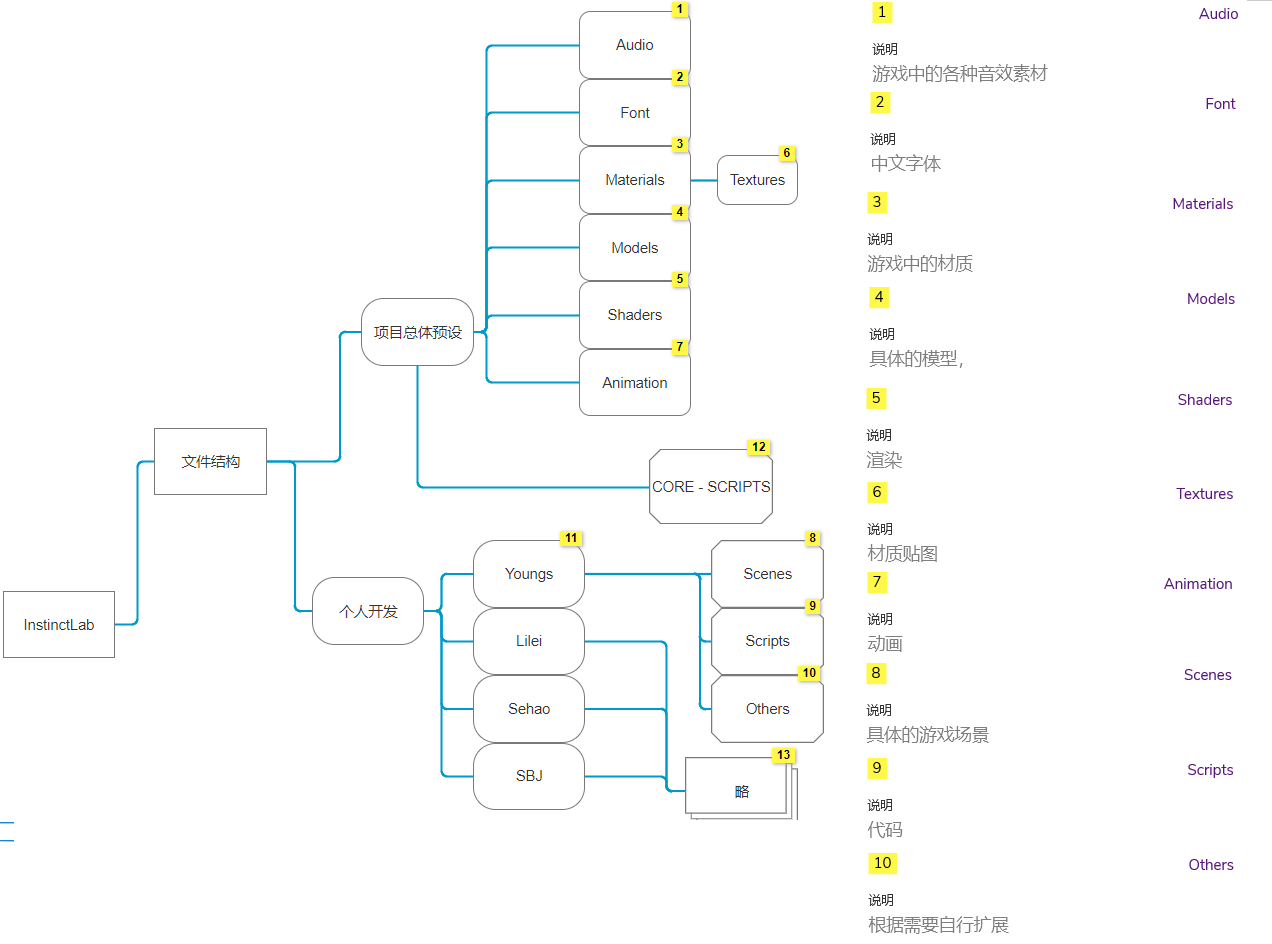 1
Audio
2
Font
3
Materials
6
Textures
4
Models
5
Shaders
7
Animation
项目总体预设
12
CORE - SCRIPTS
文件结构
InstinctLab
个人开发
11
Youngs
Lilei
Sehao
SBJ
8
Scenes
9
Scripts
10
Others
13
略
1
Audio
说明
游戏中的各种音效素材
2
Font
说明
中文字体
3
Materials
说明
游戏中的材质
4
Models
说明
具体的模型，
5
Shaders
说明
渲染
6
Textures
说明
材质贴图
7
Animation
说明
动画
8
Scenes
说明
具体的游戏场景
9
Scripts
说明
代码
10
Others
说明
根据需要自行扩展